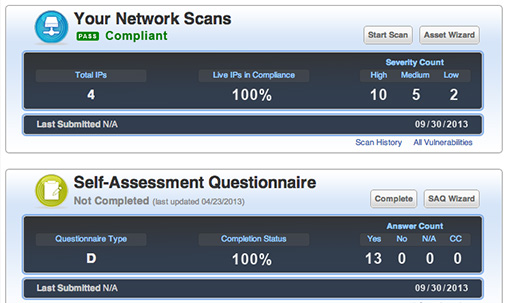 Your Network Scans
PASS Compliant
Start Scan Asset Wizard
Severity Count
Total IPs Live IPs in Compliance High Medium Low
4 100% 10 5 2
Last Submitted N/A 09/30/2013
Scan History All Vulnerabilities
Self-Assessment Questionnaire
Not Completed (last updated 04/23/2013)
Complete SAQ Wizard
Answer Count
Questionnaire Type Completion Status Yes No N/A CC
D 100% 13 0 0 0
Last Submitted N/A 09/30/2013